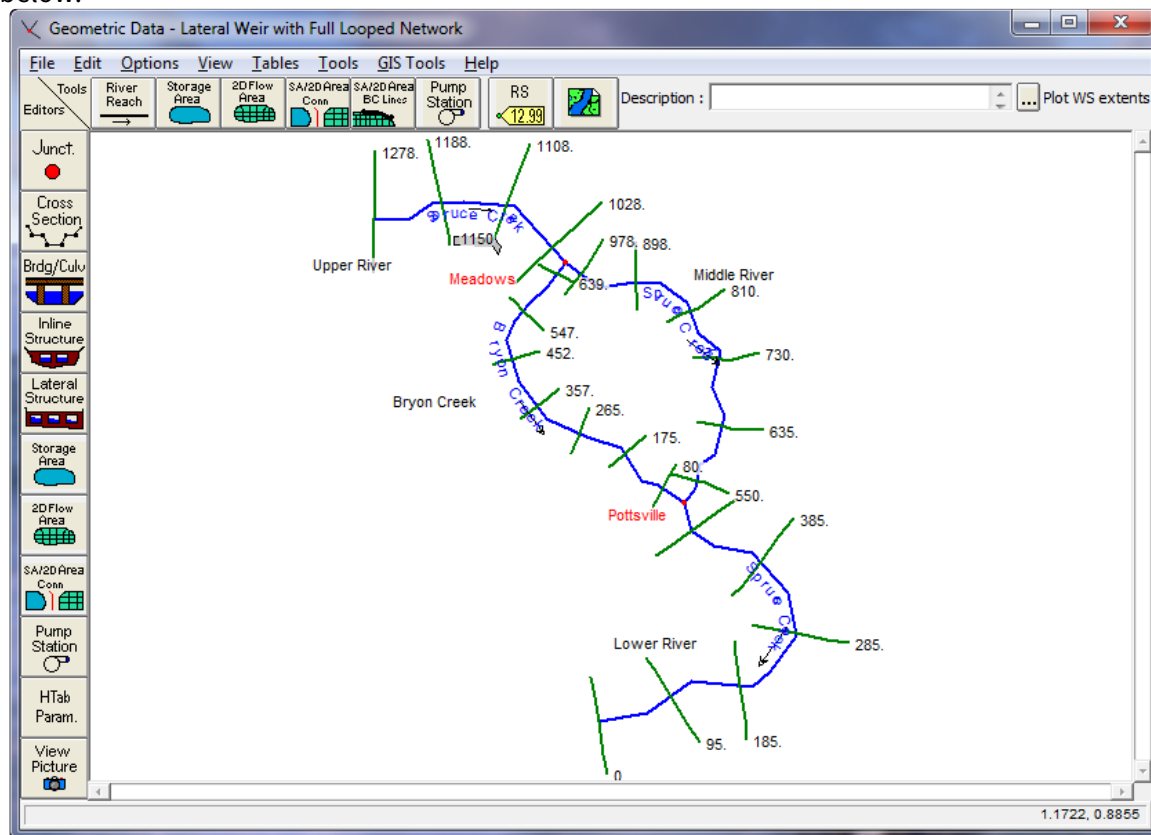 below.
Geometric Data - Lateral Weir with Full Looped Network
File Edit Options View Tables Tools GIS Tools Help
Tools
Editors
River
Reach
Storage
Area
2D Flow
Area
SA/2D Area
Conn
SA/2D Area
BC Lines
Pump
Station
RS
12.99
Description :
... Plot WS extents
Junct.
Cross
Section
Brdg/Culv
Inline
Structure
Lateral
Structure
Storage
Area
2D Flow
Area
SA/2D Area
Conn
Pump
Station
HTab
Param.
View
Picture
1278.
1188.
1108.
Spruce Creek
1150
1028.
Upper River
Meadows
978.
898.
639.
Middle River
810.
Spruce Creek
547.
452.
730.
Bryon Creek
357.
Bryon Creek
265.
635.
175.
80.
550.
Pottsville
385.
Spruce Creek
Lower River
285.
95.
185.
0
1.1722, 0.8855